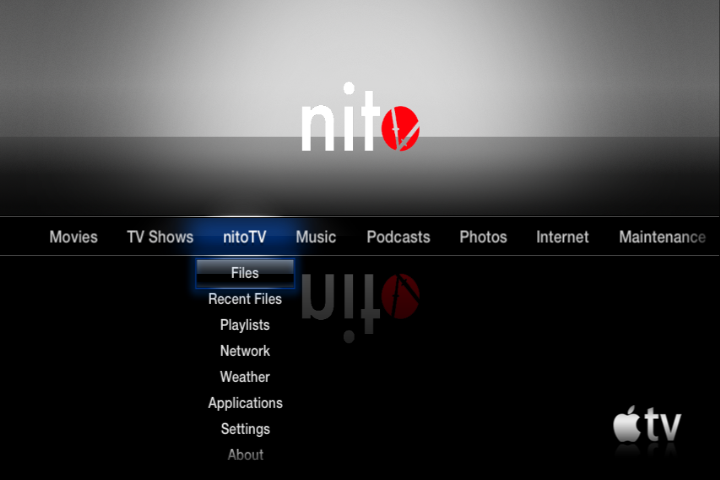 nito
Movies TV Shows nitoTV Music Podcasts Photos Internet Maintenance
Files
Recent Files
Playlists
Network
Weather
Applications
Settings
About
tv